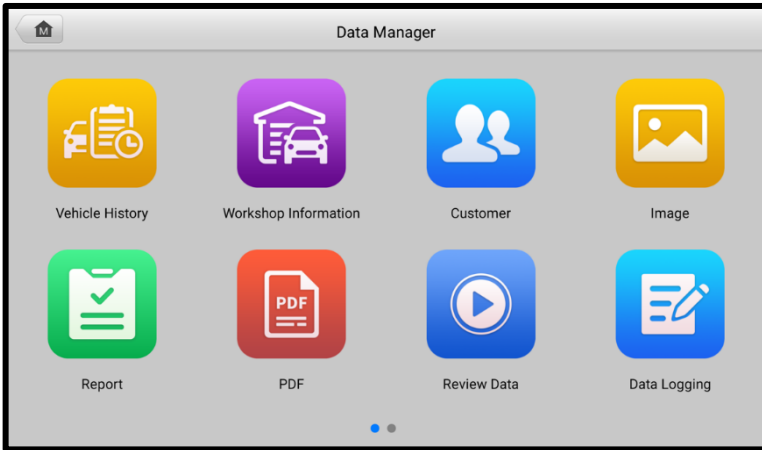 M
Data Manager
Vehicle History
Workshop Information
Customer
Image
PDF
Report
PDF
Review Data
Data Logging